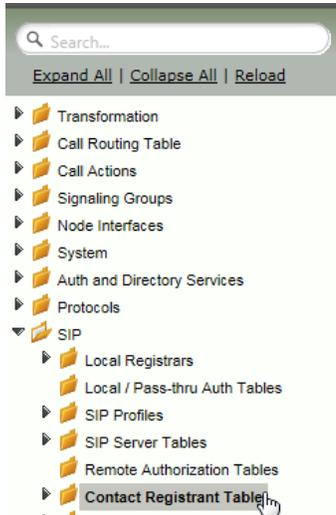 Search...
Expand All | Collapse All | Reload
Transformation
Call Routing Table
Call Actions
Signaling Groups
Node Interfaces
System
Auth and Directory Services
Protocols
SIP
Local Registrars
Local / Pass-thru Auth Tables
SIP Profiles
SIP Server Tables
Remote Authorization Tables
Contact Registrant Table